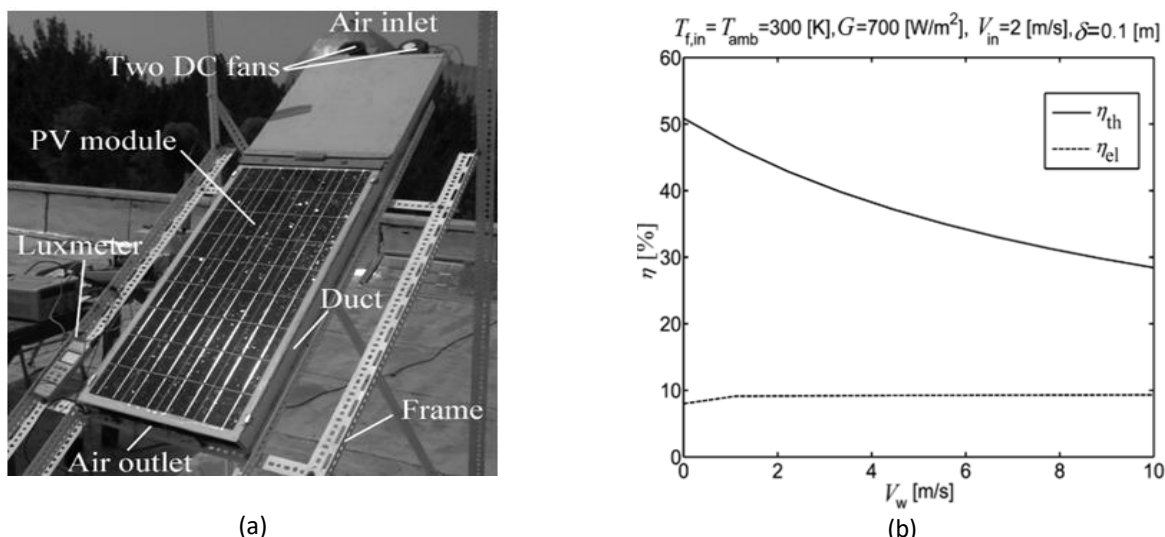 Air inlet
Two DC fans
PV module
Luxmeter
Duct
Frame
Air outlet
(a)
T_f,in = T_amb = 300 [K], G=700 [W/m²], V_in=2 [m/s], δ=0.1 [m]
60
50
40
30
20
10
0
η [%]
η_th
η_el
0 2 4 6 8 10
V_w [m/s]
(b)